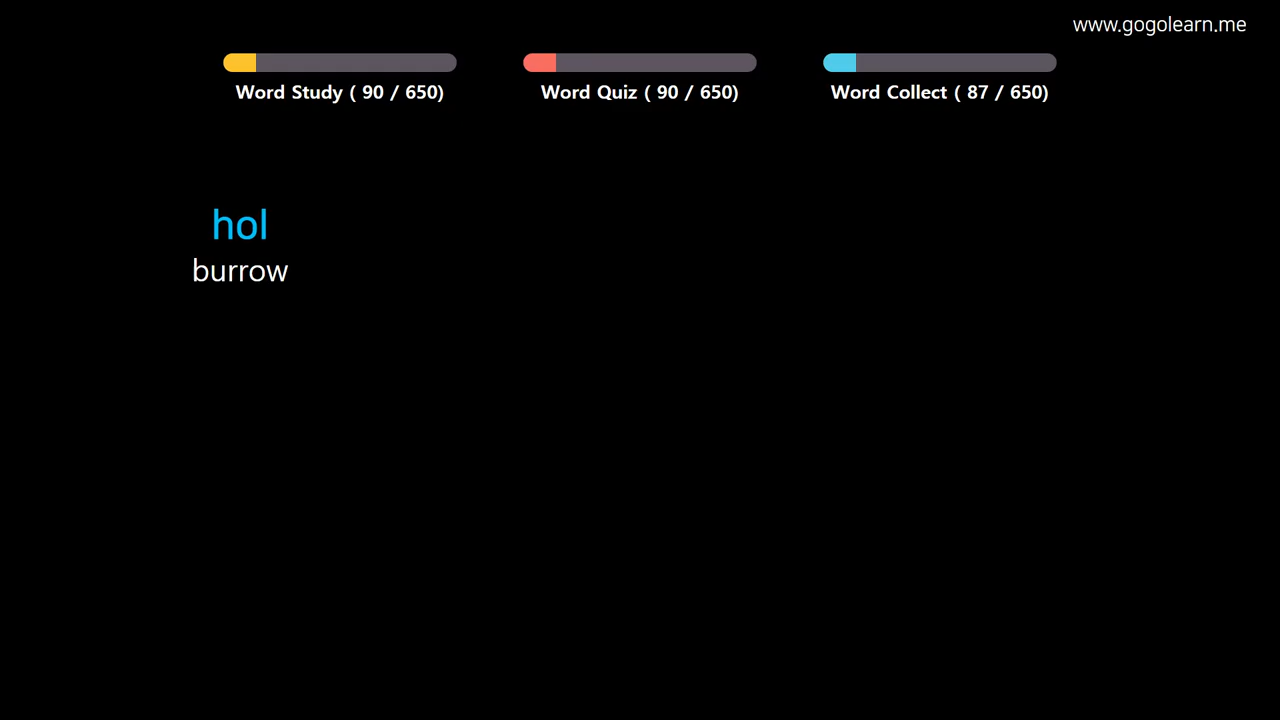 www.gogolearn.me
Word Study ( 90 / 650)
Word Quiz ( 90 / 650)
Word Collect ( 87 / 650)
hol
burrow